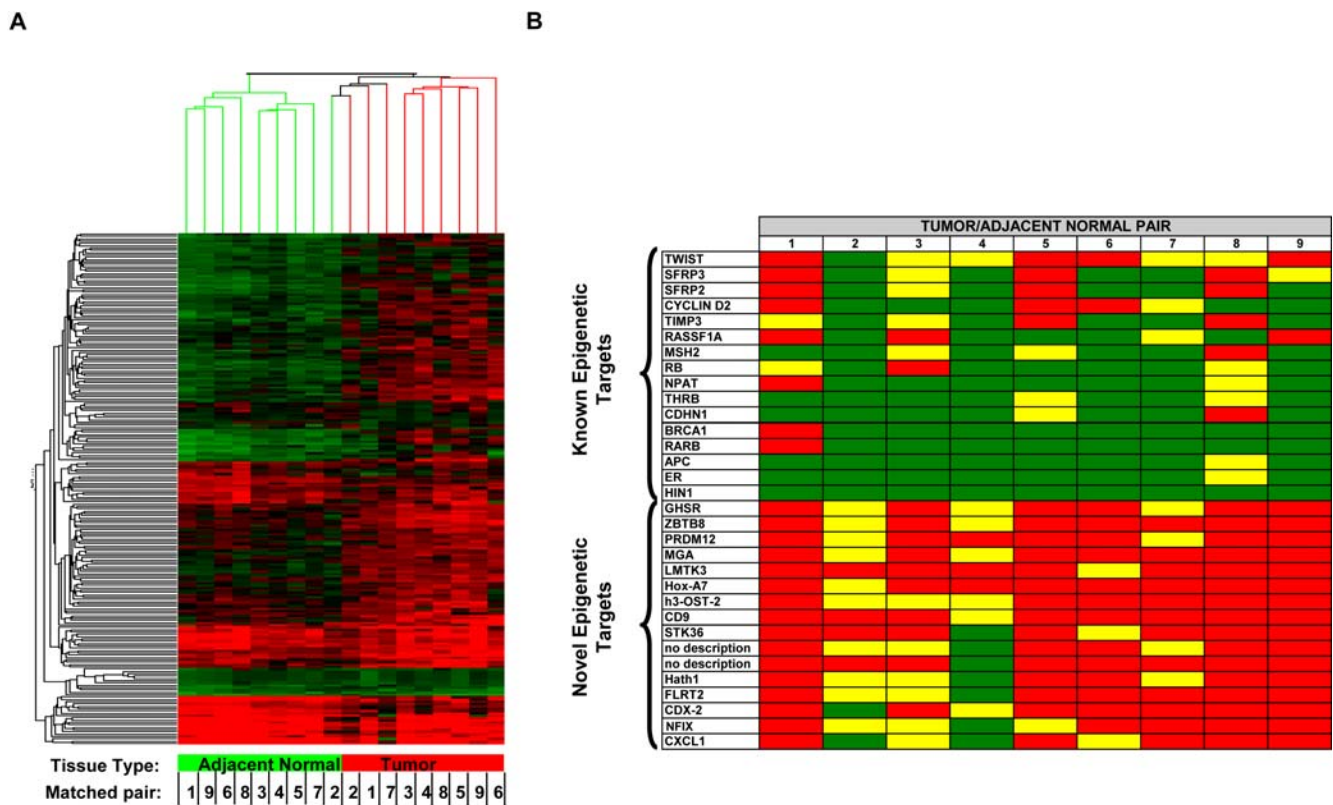 A
B
Tissue Type: Adjacent Normal Tumor
Matched pair: 1 9 6 8 3 4 5 7 2 2 1 7 3 4 8 5 9 6
TUMOR/ADJACENT NORMAL PAIR
1 2 3 4 5 6 7 8 9
Known Epigenetic
Targets
TWIST
SFRP3
SFRP2
CYCLIN D2
TIMP3
RASSF1A
MSH2
RB
NPAT
THRB
CDHN1
BRCA1
RARB
APC
ER
HIN1
Novel Epigenetic
Targets
GHSR
ZBTB8
PRDM12
MGA
LMTK3
Hox-A7
h3-OST-2
CD9
STK36
no description
no description
Hath1
FLRT2
CDX-2
NFIX
CXCL1